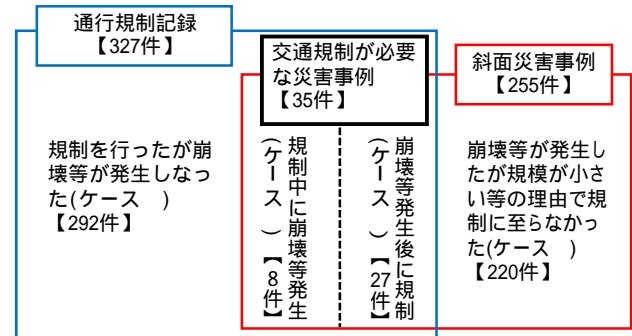 通行規制記録
【327件】
交通規制が必要
な災害事例
【35件】
斜面災害事例
【255件】
規制を行ったが崩
壊等が発生しなっ
た(ケース　)
【292件】
規制中に崩壊等発生
(ケース　)【8件】
崩壊等発生後に規制
(ケース　)【27件】
崩壊等が発生し
たが規模が小さ
い等の理由で規
制に至らなかっ
た(ケース　)
【220件】